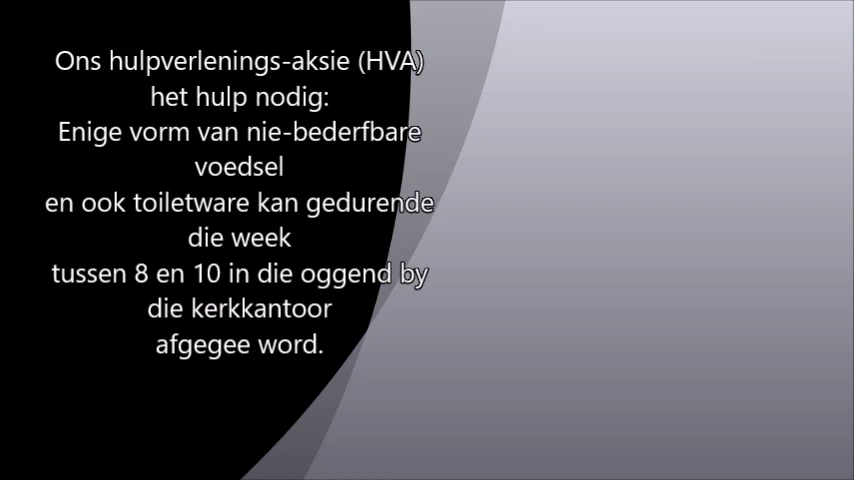 Ons hulpverlenings-aksie (HVA)
het hulp nodig:
Enige vorm van nie-bederfbare
voedsel
en ook toiletware kan gedurende
die week
tussen 8 en 10 in die oggend by
die kerkkantoor
afgegee word.